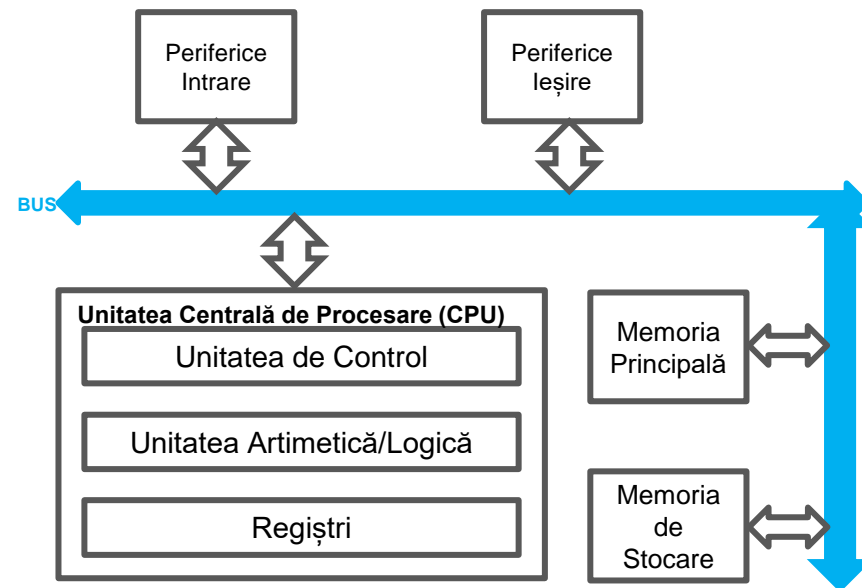 Periferice
Intrare
Periferice
Ieșire
BUS
Unitatea Centrală de Procesare (CPU)
Unitatea de Control
Unitatea Artimetică/Logică
Regiștri
Memoria
Principală
Memoria
de
Stocare